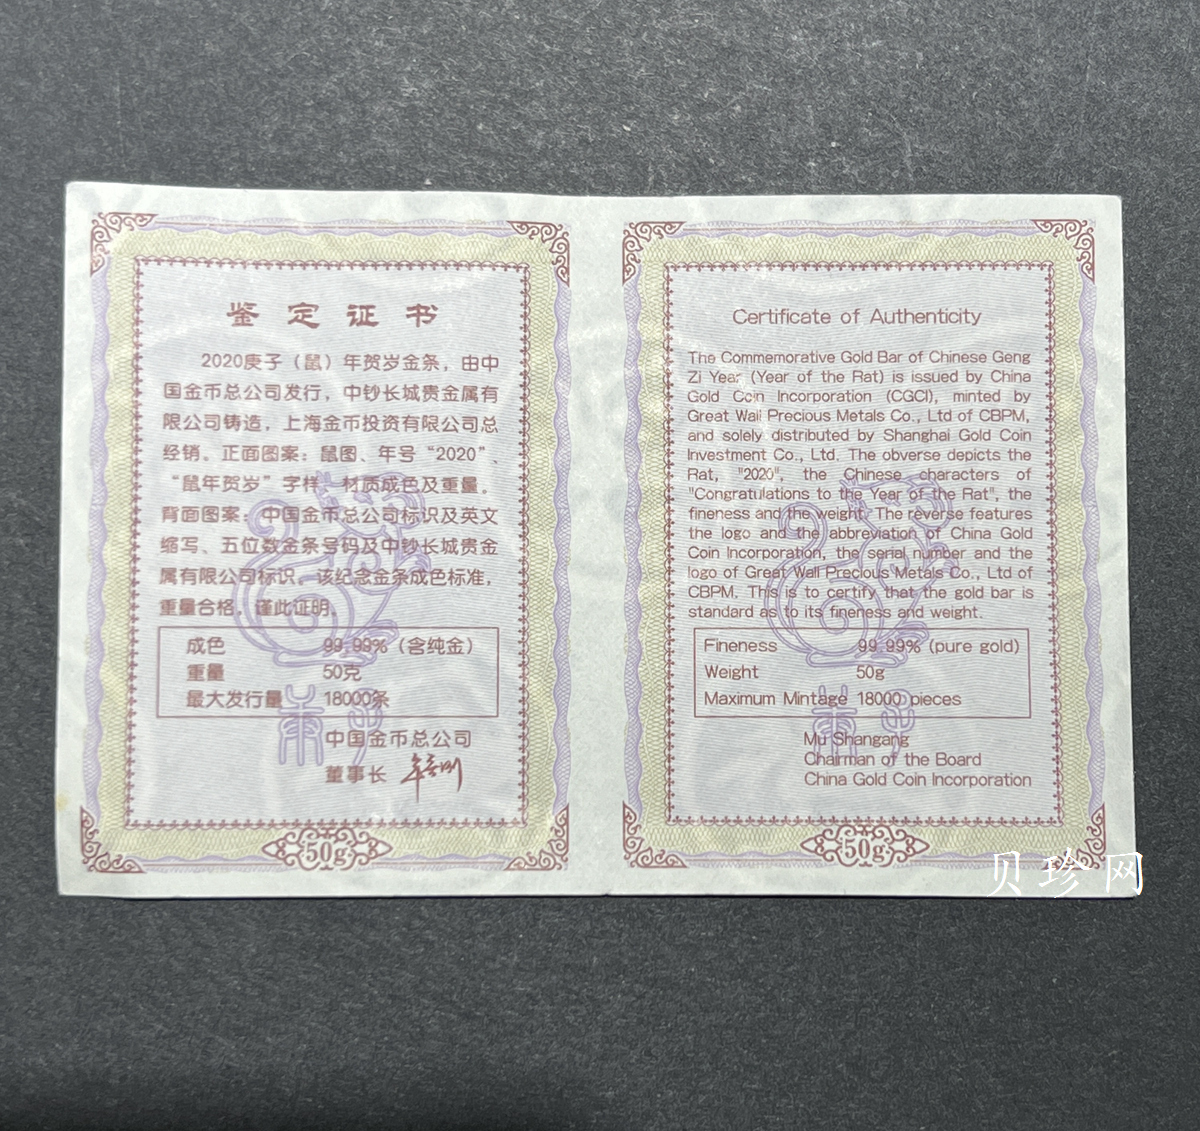 鉴定证书
2020庚子（鼠）年贺岁金条，由中
国金币总公司发行，中钞长城贵金属有
限公司铸造，上海金币投资有限公司总
经销。正面图案：鼠图、年号“2020”、
“鼠年贺岁”字样、材质成色及重量。
背面图案：中国金币总公司标识及英文
缩写、五位数金条号码及中钞长城贵金
属有限公司标识。该纪念金条成色标准，
重量合格。谨此证明。
成色 99.99%（含纯金）
重量 50克
最大发行量 18000条
中国金币总公司
董事长
50g
Certificate of Authenticity
The Commemorative Gold Bar of Chinese Geng
Zi Year (Year of the Rat) is issued by China
Gold Coin Incorporation (CGCI), minted by
Great Wall Precious Metals Co., Ltd of CBPM,
and solely distributed by Shanghai Gold Coin
Investment Co., Ltd. The obverse depicts the
Rat, "2020", the Chinese characters of
"Congratulations to the Year of the Rat", the
fineness and the weight. The reverse features
the logo and the abbreviation of China Gold
Coin Incorporation, the serial number and the
logo of Great Wall Precious Metals Co., Ltd of
CBPM. This is to certify that the gold bar is
standard as to its fineness and weight.
Fineness 99.99% (pure gold)
Weight 50g
Maximum Mintage 18000 pieces
Mu Shangang
Chairman of the Board
China Gold Coin Incorporation
50g
贝珍网